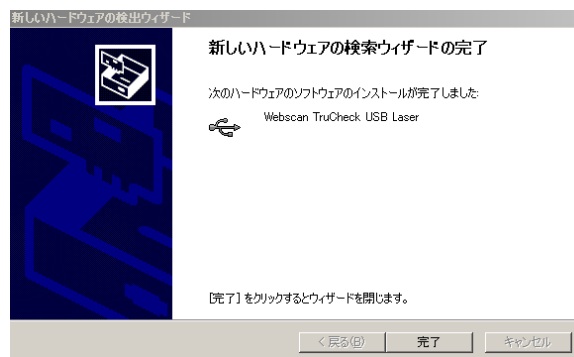 新しいハードウェアの検出ウィザード
新しいハードウェアの検索ウィザードの完了
次のハードウェアのソフトウェアのインストールが完了しました:
Webscan TruCheck USB Laser
[完了] をクリックするとウィザードを閉じます。
< 戻る(B) 完了 キャンセル